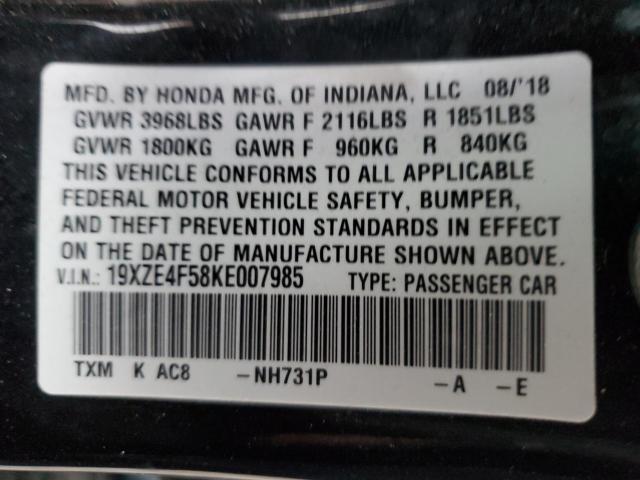 MFD. BY HONDA MFG. OF INDIANA, LLC 08/'18
GVWR 3968LBS GAWR F 2116LBS R 1851LBS
GVWR 1800KG GAWR F 960KG R 840KG
THIS VEHICLE CONFORMS TO ALL APPLICABLE
FEDERAL MOTOR VEHICLE SAFETY, BUMPER,
AND THEFT PREVENTION STANDARDS IN EFFECT
ON THE DATE OF MANUFACTURE SHOWN ABOVE.
V.I.N.: 19XZE4F58KE007985 TYPE: PASSENGER CAR
TXM K AC8 -NH731P -A -E